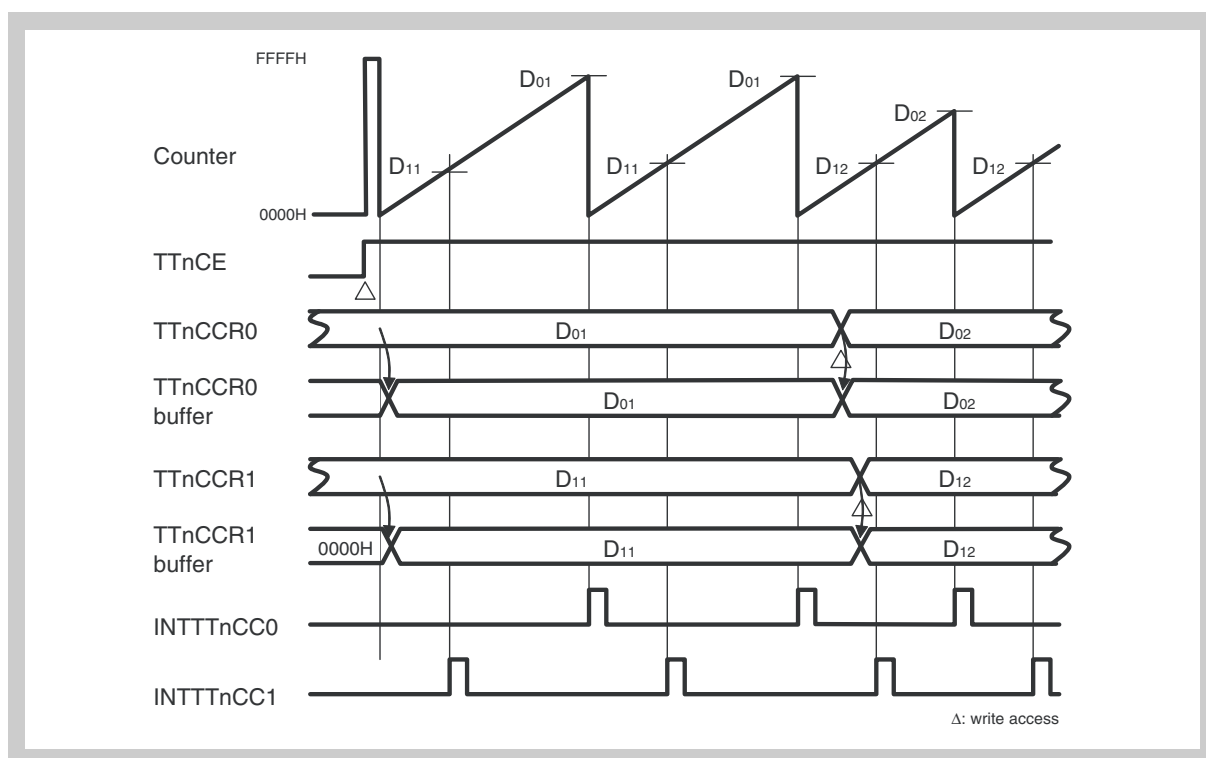 FFFFH
D01 D01
D02
Counter
D11 D11 D12 D12
0000H
TTnCE
Δ
TTnCCR0 D01 D02
Δ
TTnCCR0
buffer
D01 D02
TTnCCR1 D11 D12
Δ
TTnCCR1
buffer
0000H D11 D12
INTTTnCC0
INTTTnCC1
Δ: write access